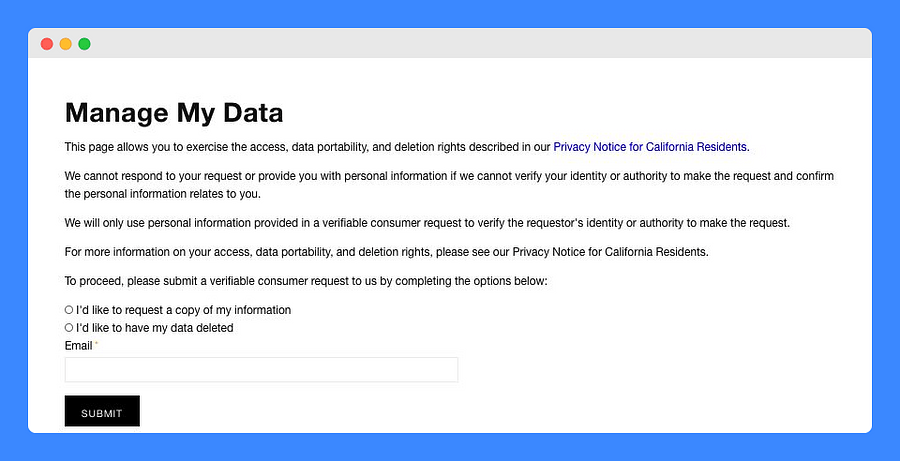 Manage My Data
This page allows you to exercise the access, data portability, and deletion rights described in our Privacy Notice for California Residents.
We cannot respond to your request or provide you with personal information if we cannot verify your identity or authority to make the request and confirm
the personal information relates to you.
We will only use personal information provided in a verifiable consumer request to verify the requestor's identity or authority to make the request.
For more information on your access, data portability, and deletion rights, please see our Privacy Notice for California Residents.
To proceed, please submit a verifiable consumer request to us by completing the options below:
I'd like to request a copy of my information
I'd like to have my data deleted
Email *
SUBMIT